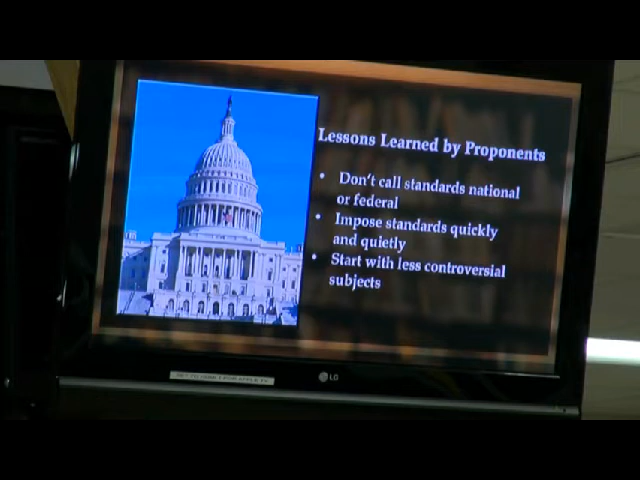 Lessons Learned by Proponents
• Don't call standards national
or federal
• Impose standards quickly
and quietly
• Start with less controversial
subjects
LG